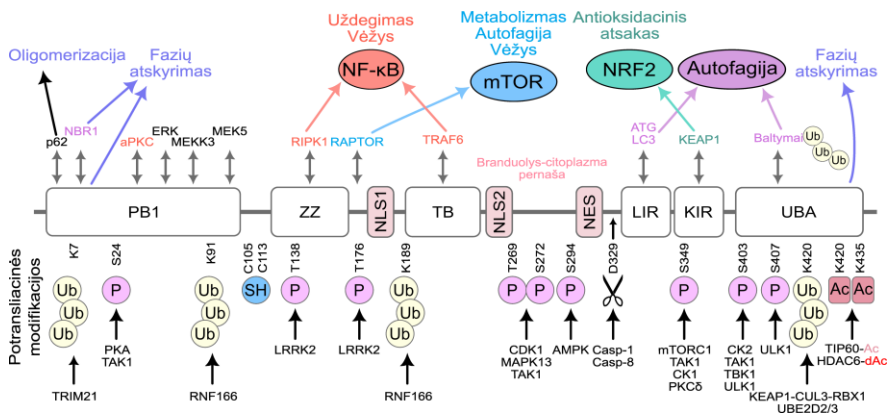 Oligomerizacija
Fazių
atskyrimas
Uždegimas
Vėžys
Metabolizmas
Autofagija
Vėžys
Antioksidacinis
atsakas
Fazių
atskyrimas
NF-κB
mTOR
NRF2
Autofagija
p62
NBR1
aPKC
ERK
MEKK3
MEK5
RIPK1
RAPTOR
TRAF6
ATG
LC3
KEAP1
Baltymai
Ub
Ub
Ub
Branduolys-citoplazma
pernaša
PB1
ZZ
NLS1
TB
NLS2
NES
LIR
KIR
UBA
Potransliacinės
modifikacijos
K7
S24
K91
C105
C113
T138
T176
K189
T269
S272
S294
D329
S349
S403
S407
K420
K420
K435
Ub
Ub
Ub
P
Ub
Ub
Ub
SH
P
P
Ub
Ub
Ub
P
P
P
P
P
P
Ub
Ub
Ub
Ac
Ac
TRIM21
PKA
TAK1
RNF166
LRRK2
LRRK2
RNF166
CDK1
MAPK13
TAK1
AMPK
Casp-1
Casp-8
mTORC1
TAK1
CK1
PKCδ
CK2
TAK1
TBK1
ULK1
ULK1
KEAP1-CUL3-RBX1
UBE2D2/3
TIP60-Ac
HDAC6-dAc